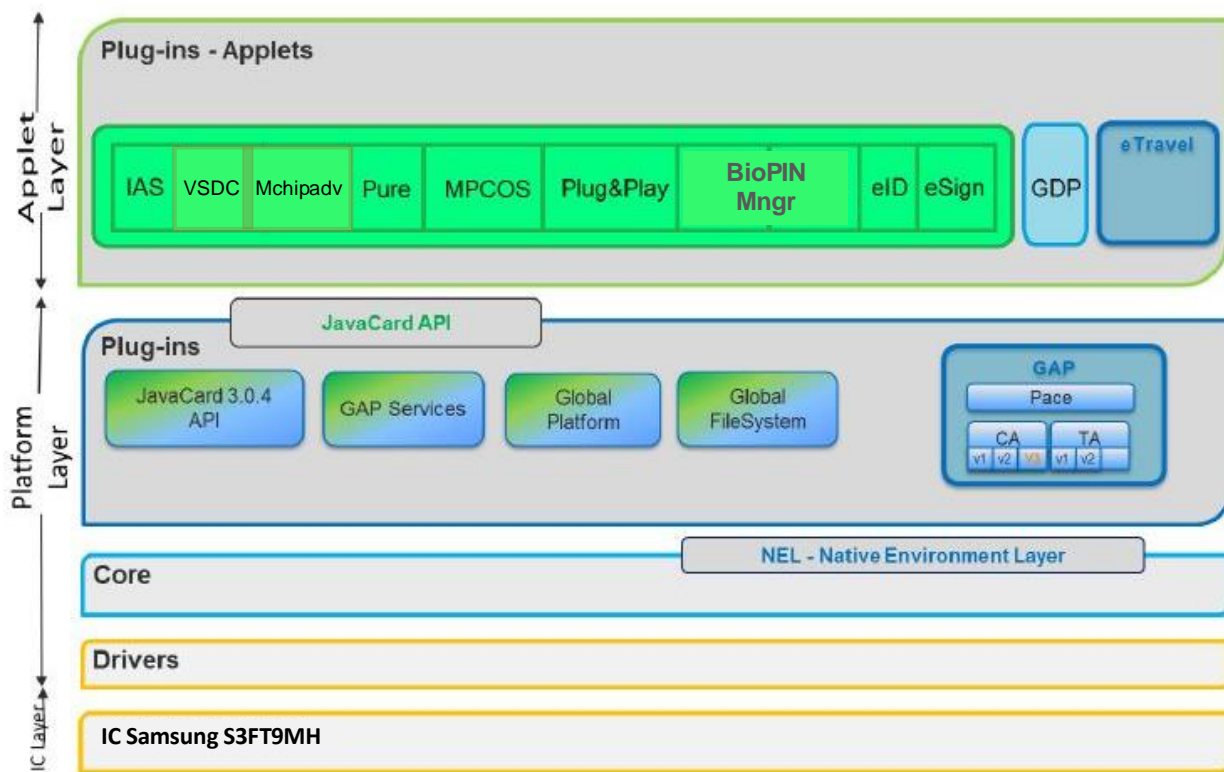 Applet
Layer
Plug-ins - Applets
IAS
VSDC
Mchipadv
Pure
MPCOS
Plug&Play
BioPIN
Mngr
eID
eSign
GDP
eTravel
Platform
Layer
JavaCard API
Plug-ins
JavaCard 3.0.4
API
GAP Services
Global
Platform
Global
FileSystem
GAP
Pace
CA
TA
v1 v2 V3 v1 v2
NEL - Native Environment Layer
Core
Drivers
IC Layer
IC Samsung S3FT9MH